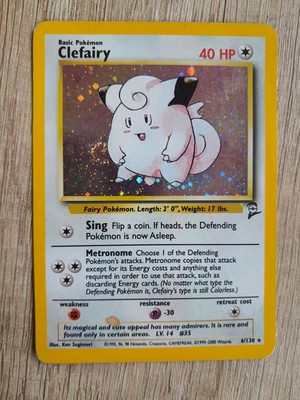 Basic Pokémon
Clefairy 40 HP
Fairy Pokémon. Length: 2' 0", Weight: 17 lbs.
Sing Flip a coin. If heads, the Defending
Pokémon is now Asleep.
Metronome Choose 1 of the Defending
Pokémon's attacks. Metronome copies that attack
except for its Energy costs and anything else
required in order to use that attack, such as
discarding Energy cards. (No matter what type the
Defending Pokémon is, Clefairy's type is still Colorless.)
weakness resistance retreat cost
-30
Its magical and cute appeal has many admirers. It is rare and
found only in certain areas. LV. 14 #35
Illus. Ken Sugimori ©1995, 96, 98 Nintendo, Creatures, GAMEFREAK. ©1999-2000 Wizards. 6/130 ★